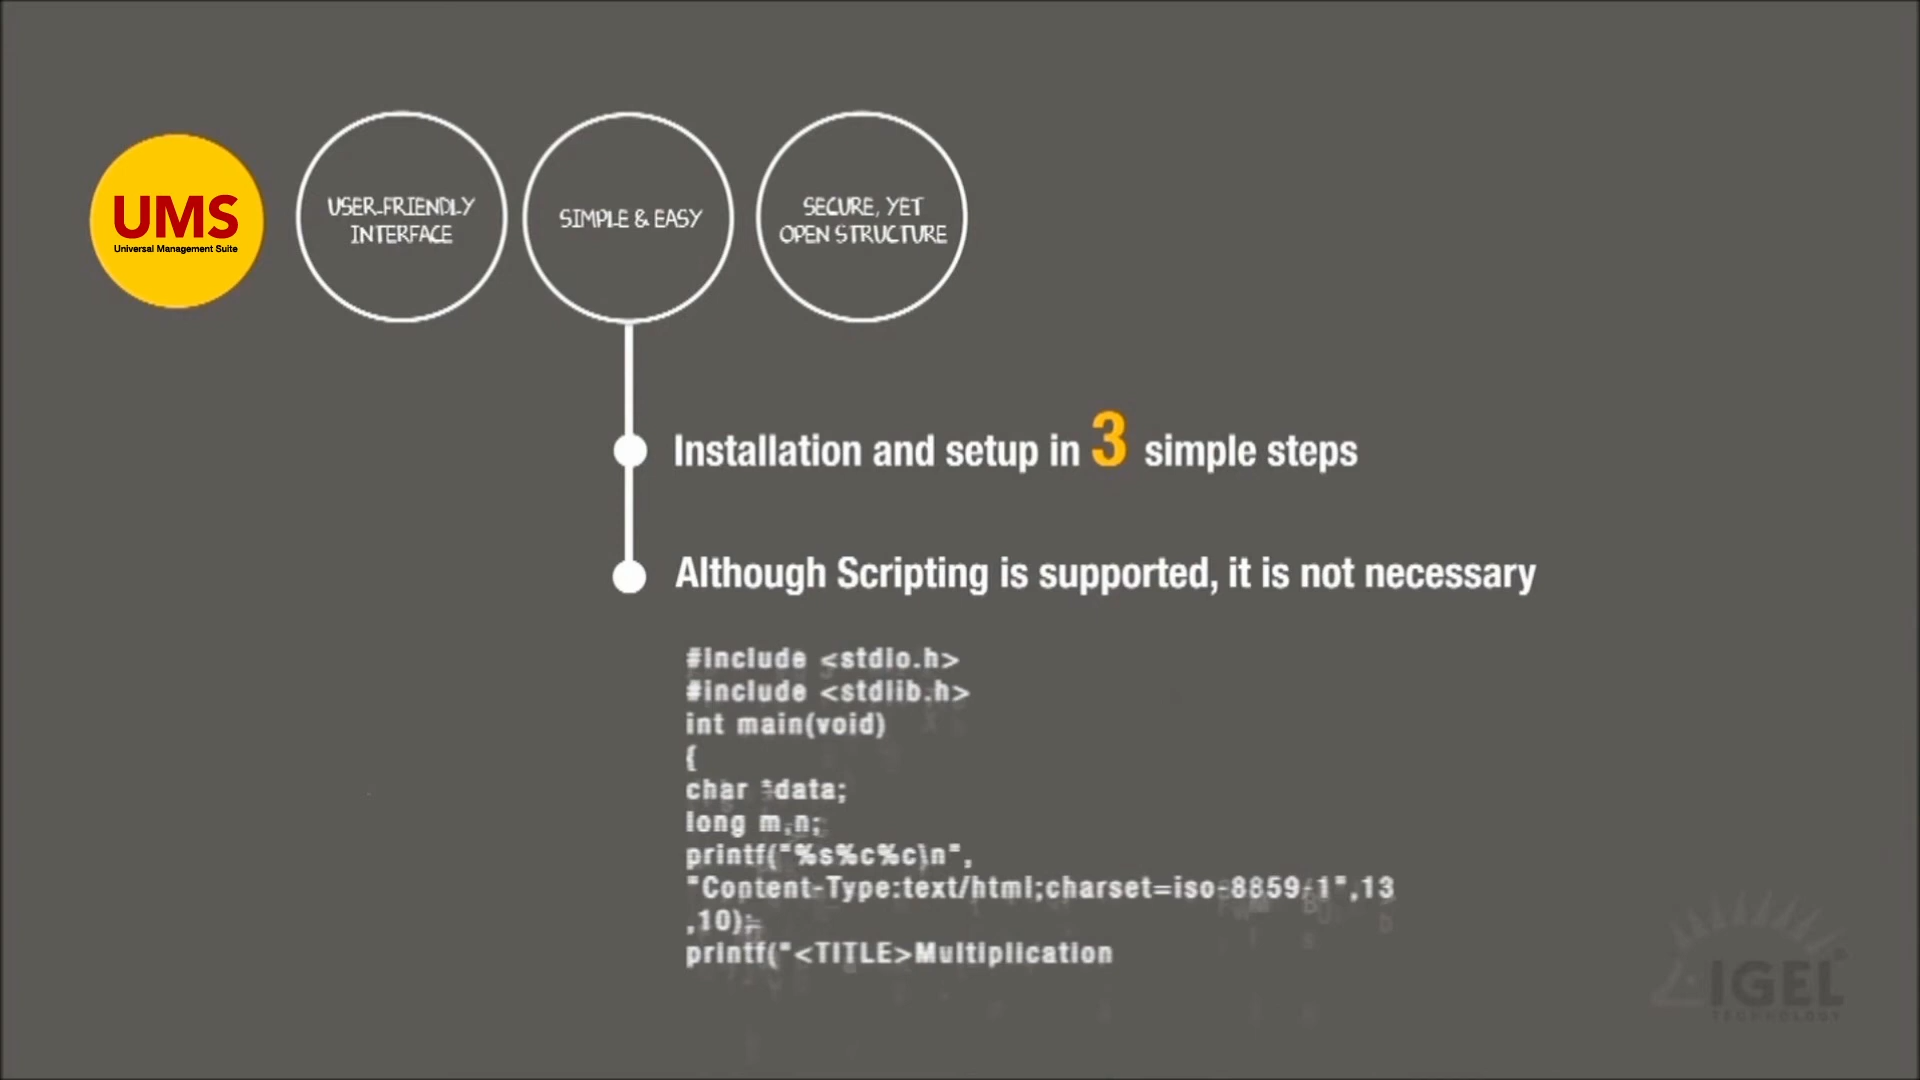 UMS
Universal Management Suite
USER-FRIENDLY
INTERFACE
SIMPLE & EASY
SECURE, YET
OPEN STRUCTURE
Installation and setup in 3 simple steps
Although Scripting is supported, it is not necessary
#include <stdio.h>
#include <stdlib.h>
int main(void)
{
char *data;
long m,n;
printf("%s%c%c\n",
"Content-Type:text/html;charset=iso-8859-1",13
,10);
printf("<TITLE>Multiplication
IGEL
TECHNOLOGY